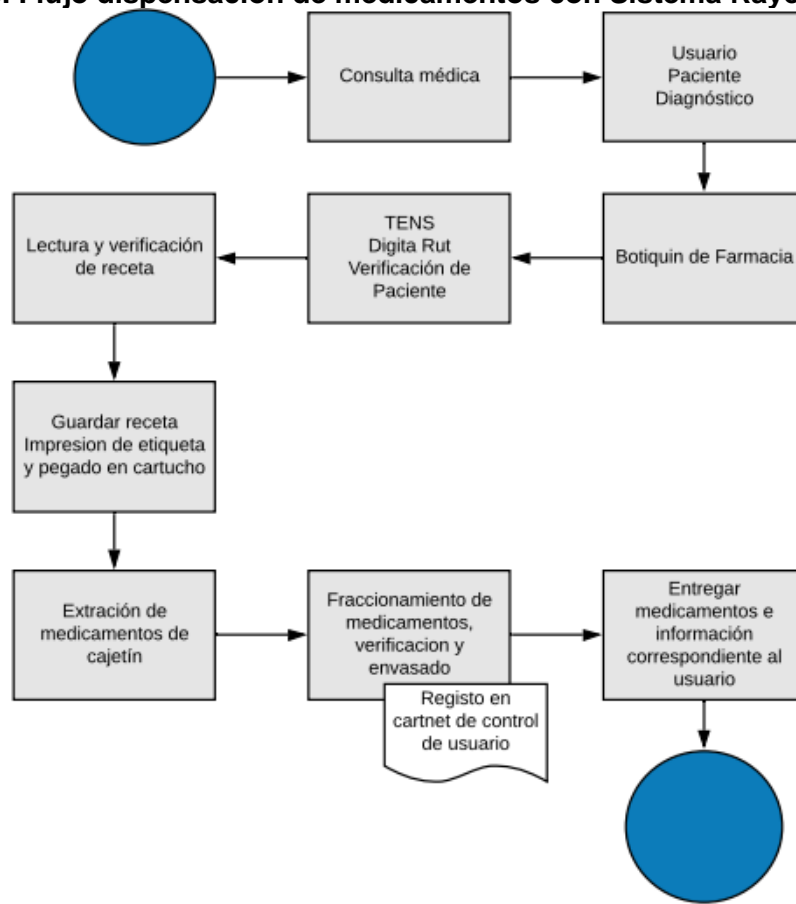 Flujo dispensación de medicamentos con Sistema Raye
Consulta médica
Usuario
Paciente
Diagnóstico
Lectura y verificación
de receta
TENS
Digita Rut
Verificación de
Paciente
Botiquin de Farmacia
Guardar receta
Impresion de etiqueta
y pegado en cartucho
Extración de
medicamentos de
cajetín
Fraccionamiento de
medicamentos,
verificacion y
envasado
Registo en
cartnet de control
de usuario
Entregar
medicamentos e
información
correspondiente al
usuario